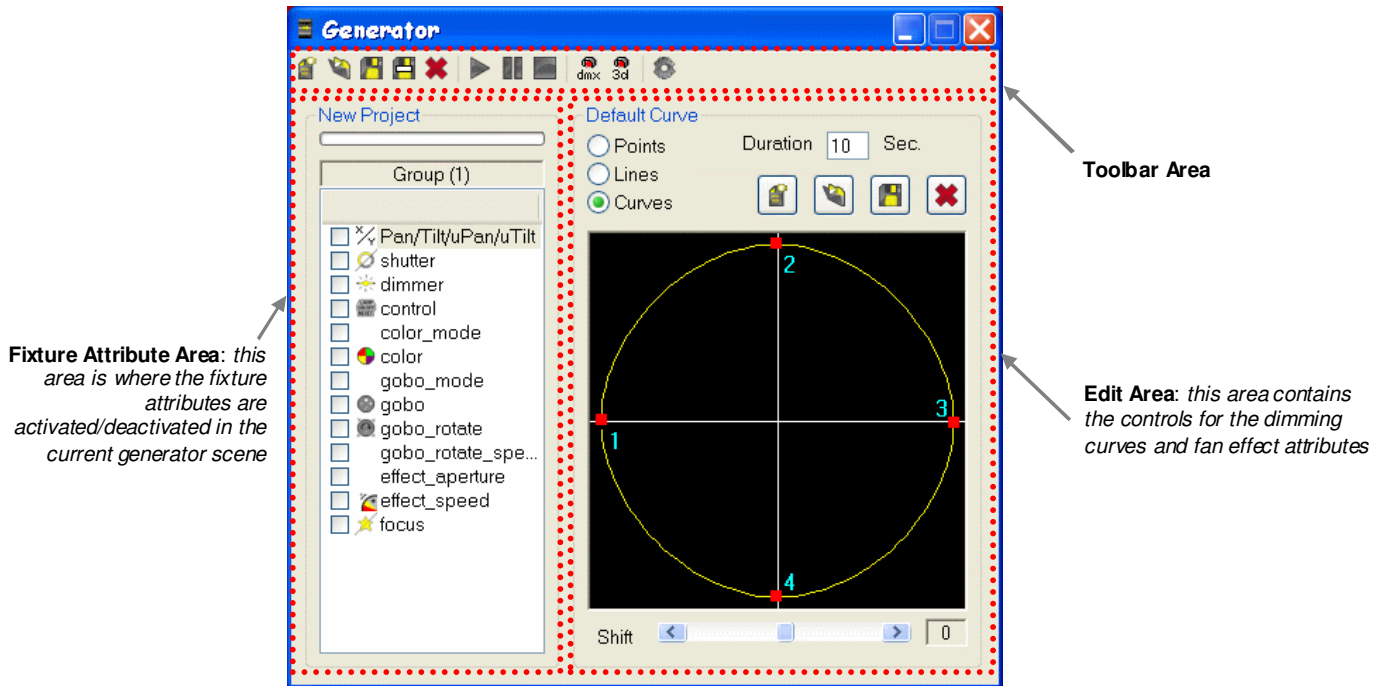 Generator
dmx 3d
New Project
Group (1)
Pan/Tilt/uPan/uTilt
shutter
dimmer
control
color_mode
color
gobo_mode
gobo
gobo_rotate
gobo_rotate_spe...
effect_aperture
effect_speed
focus
Default Curve
Points
Lines
Curves
Duration 10 Sec.
2
3
1
4
Shift 0
Toolbar Area
Fixture Attribute Area: this
area is where the fixture
attributes are
activated/deactivated in the
current generator scene
Edit Area: this area contains
the controls for the dimming
curves and fan effect attributes